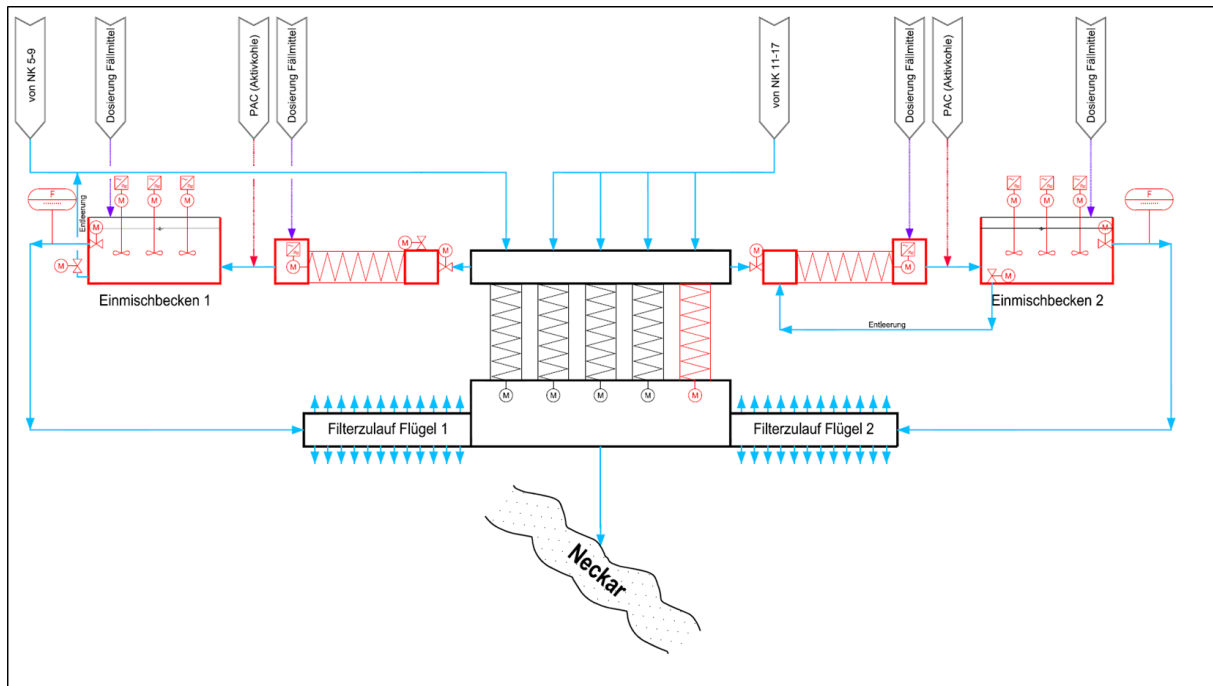 von NK 5-9
Dosierung Fällmittel
PAC (Aktivkohle)
Dosierung Fällmittel
von NK 11-17
Dosierung Fällmittel
PAC (Aktivkohle)
Dosierung Fällmittel
F
M
M
M
Entleerung
M
M
M
M
Einmischbecken 1
M
M
M
M
M
M
M
M
F
M
M
Einmischbecken 2
Entleerung
M
M
M
M
M
Filterzulauf Flügel 1
Filterzulauf Flügel 2
Neckar